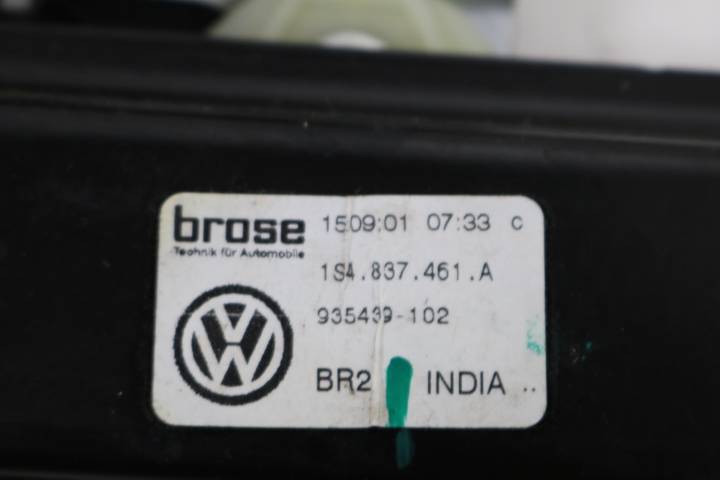 brose 1509:01 07:33 c
Technik für Automobile
1S4.837.461.A
935439-102
VW
BR2 INDIA ..